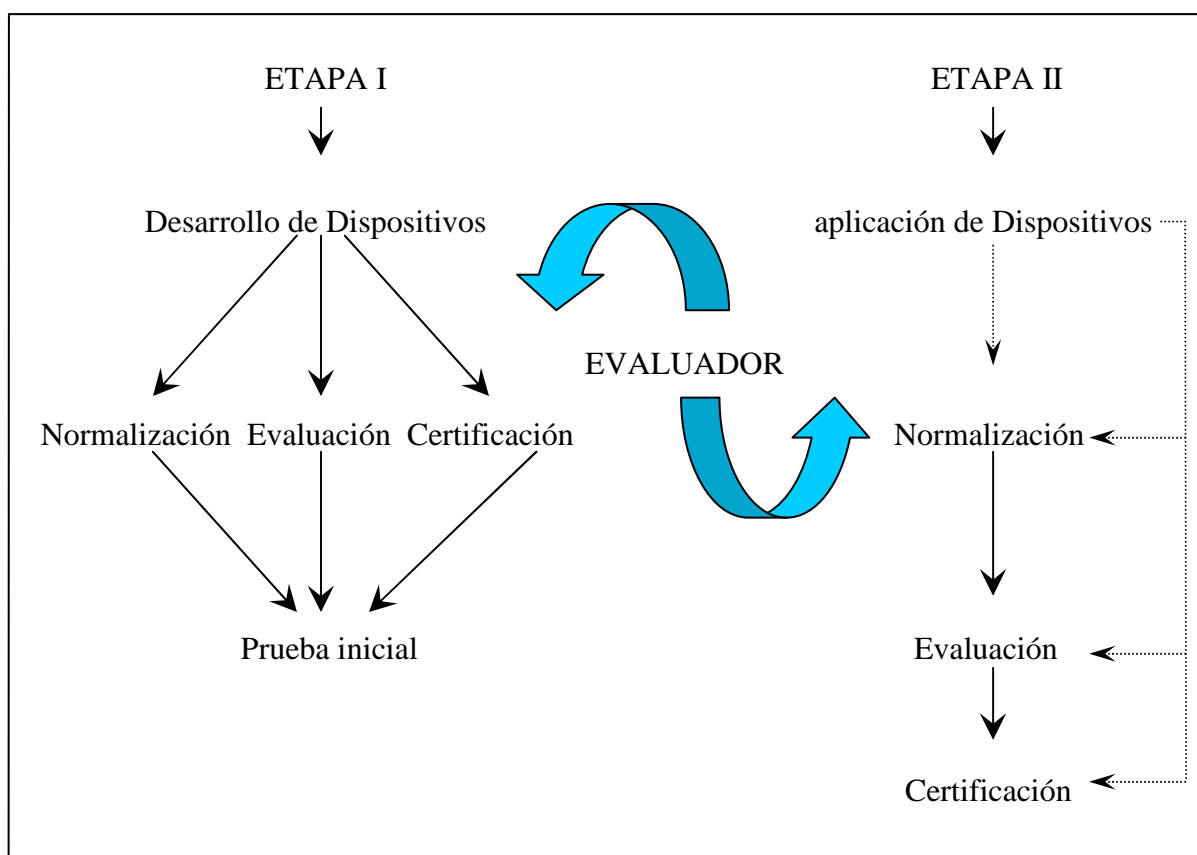 ETAPA I
ETAPA II
Desarrollo de Dispositivos
aplicación de Dispositivos
EVALUADOR
Normalización Evaluación Certificación
Normalización
Prueba inicial
Evaluación
Certificación